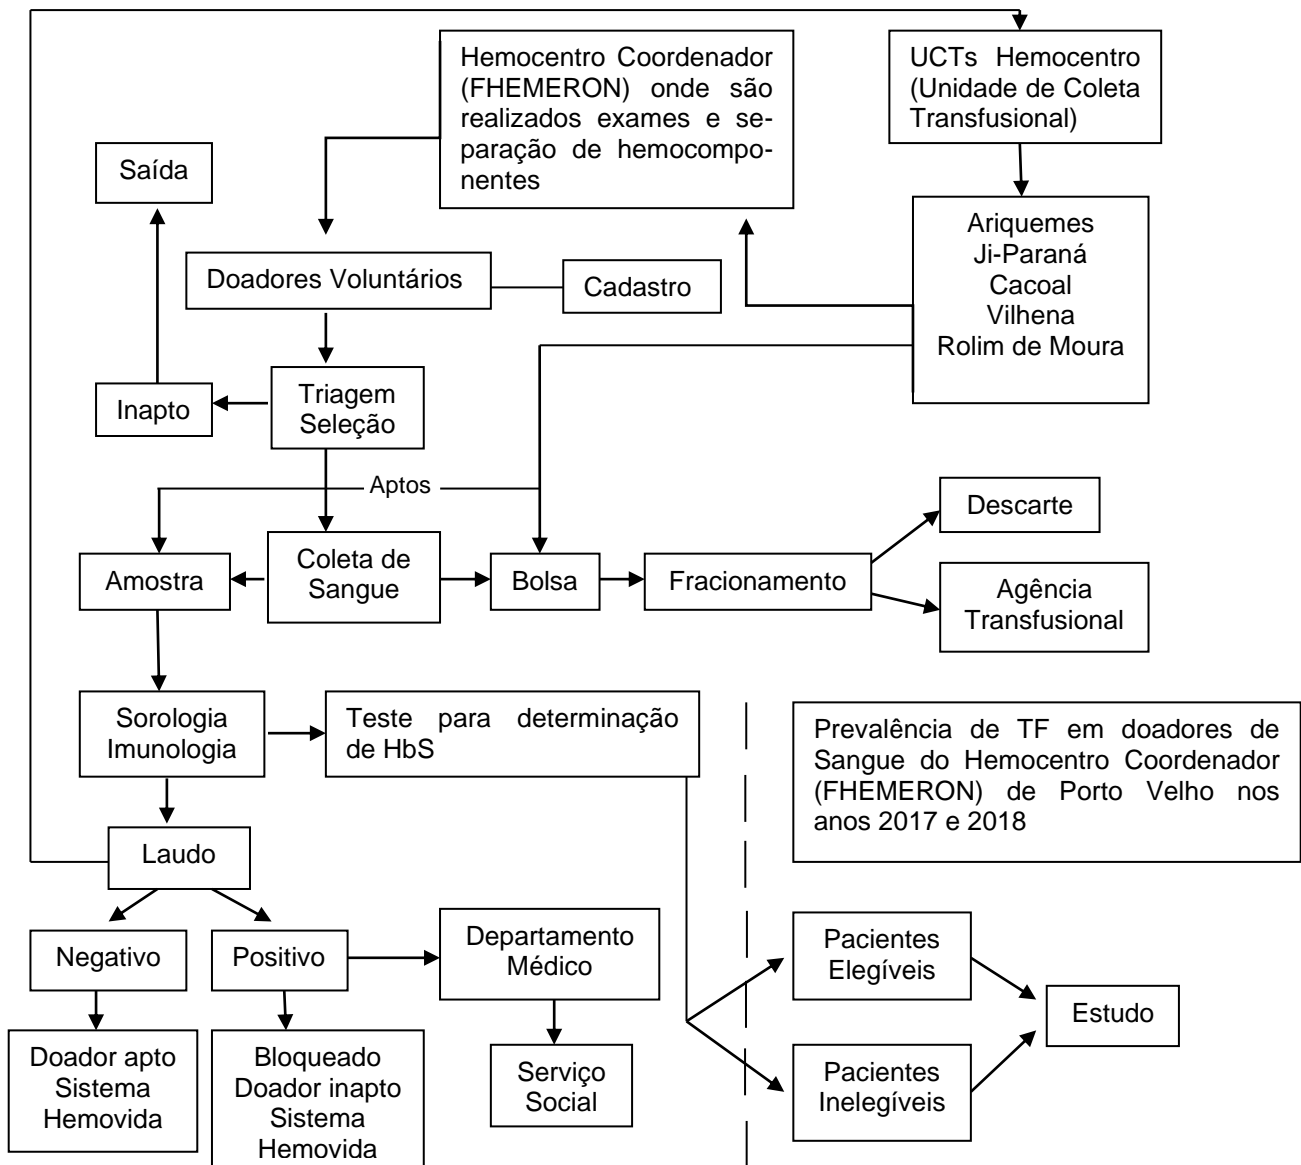 Hemocentro Coordenador
(FHEMERON) onde são
realizados exames e se-
paração de hemocompo-
nentes
UCTs Hemocentro
(Unidade de Coleta
Transfusional)
Saída
Ariquemes
Ji-Paraná
Cacoal
Vilhena
Rolim de Moura
Doadores Voluntários
Cadastro
Inapto
Triagem
Seleção
Aptos
Descarte
Amostra
Coleta de
Sangue
Bolsa
Fracionamento
Agência
Transfusional
Sorologia
Imunologia
Teste para determinação
de HbS
Prevalência de TF em doadores de
Sangue do Hemocentro Coordenador
(FHEMERON) de Porto Velho nos
anos 2017 e 2018
Laudo
Negativo
Positivo
Departamento
Médico
Pacientes
Elegíveis
Estudo
Doador apto
Sistema
Hemovida
Bloqueado
Doador inapto
Sistema
Hemovida
Serviço
Social
Pacientes
Inelegíveis